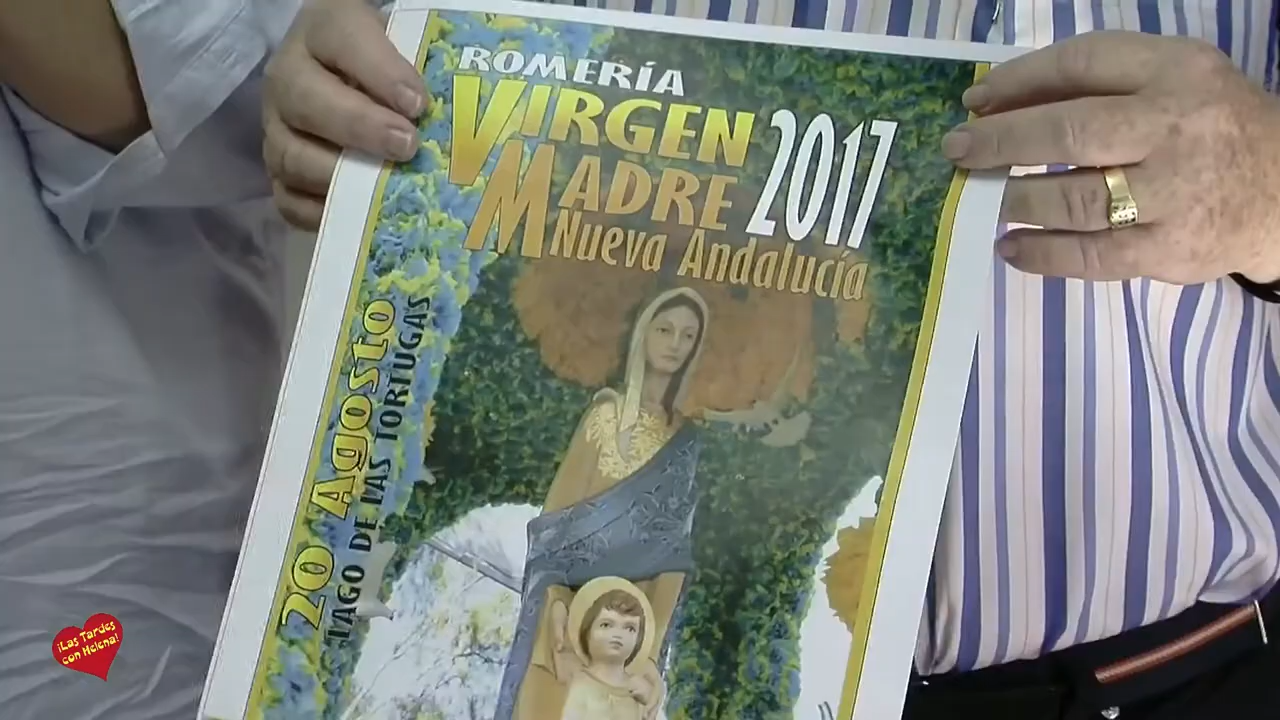 ROMERÍA
VIRGEN
MADRE 2017
Nueva Andalucía
20 Agosto
LAGO DE LAS TORTUGAS
¡Las Tardes
con Helena!